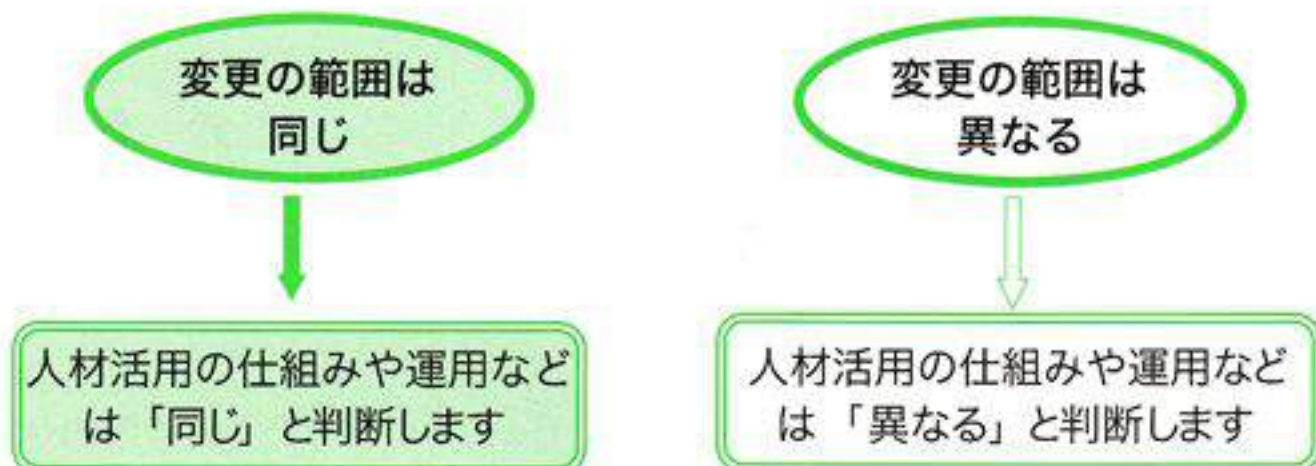 変更の範囲は
同じ
変更の範囲は
異なる
人材活用の仕組みや運用など
は「同じ」と判断します
人材活用の仕組みや運用など
は「異なる」と判断します